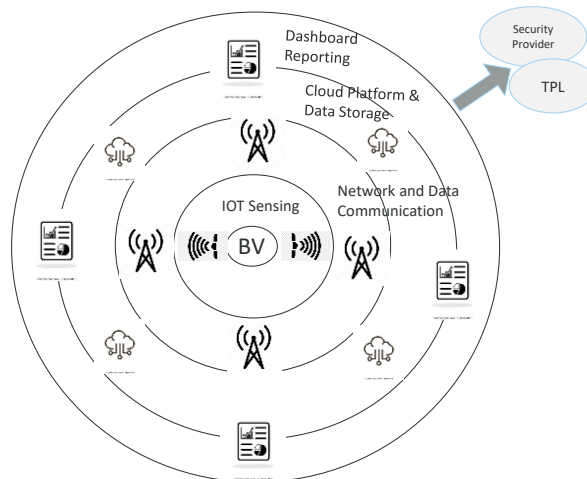 Dashboard
Reporting
Security
Provider
TPL
Cloud Platform &
Data Storage
Network and Data
Communication
IOT Sensing
BV